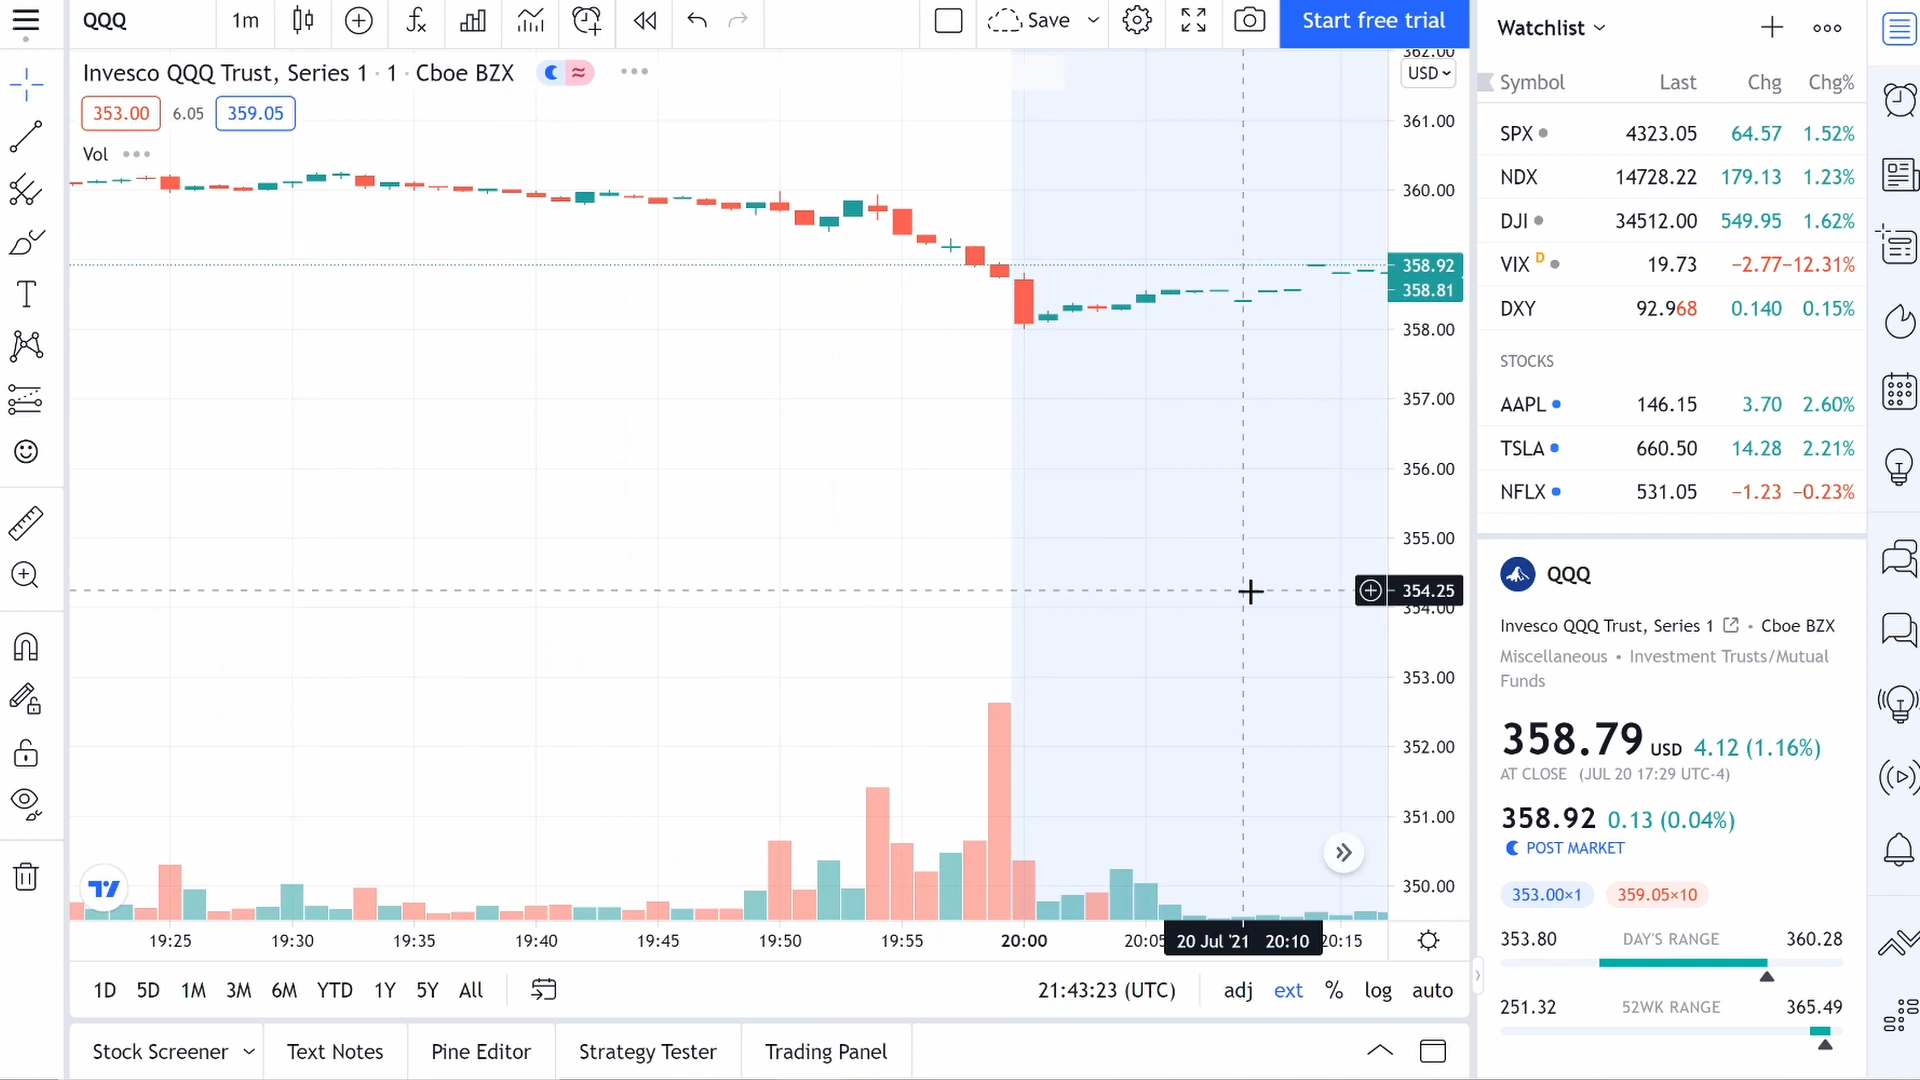 QQQ 1m Save Start free trial
Invesco QQQ Trust, Series 1 · 1 · Cboe BZX
353.00 6.05 359.05
Vol
362.00
USD
361.00
360.00
358.92
358.81
358.00
357.00
356.00
355.00
354.25
354.00
353.00
352.00
351.00
350.00
19:25 19:30 19:35 19:40 19:45 19:50 19:55 20:00 20:05 20 Jul '21 20:10 20:15
1D 5D 1M 3M 6M YTD 1Y 5Y All 21:43:23 (UTC) adj ext % log auto
Stock Screener Text Notes Pine Editor Strategy Tester Trading Panel
Watchlist
Symbol Last Chg Chg%
SPX 4323.05 64.57 1.52%
NDX 14728.22 179.13 1.23%
DJI 34512.00 549.95 1.62%
VIX D 19.73 −2.77 −12.31%
DXY 92.968 0.140 0.15%
STOCKS
AAPL 146.15 3.70 2.60%
TSLA 660.50 14.28 2.21%
NFLX 531.05 −1.23 −0.23%
QQQ
Invesco QQQ Trust, Series 1 • Cboe BZX
Miscellaneous • Investment Trusts/Mutual
Funds
358.79 USD 4.12 (1.16%)
AT CLOSE (JUL 20 17:29 UTC-4)
358.92 0.13 (0.04%)
POST MARKET
353.00×1 359.05×10
353.80 DAY'S RANGE 360.28
251.32 52WK RANGE 365.49